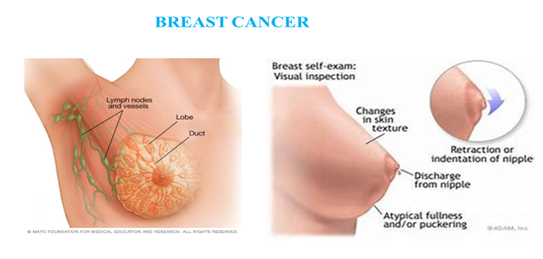 BREAST CANCER
Lymph nodes
and vessels
Lobe
Duct
© MAYO FOUNDATION FOR MEDICAL EDUCATION AND RESEARCH. ALL RIGHTS RESERVED.
Breast self-exam:
Visual inspection
Changes
in skin
texture
Retraction or
indentation of nipple
Discharge
from nipple
Atypical fullness
and/or puckering
©ADAM, Inc.